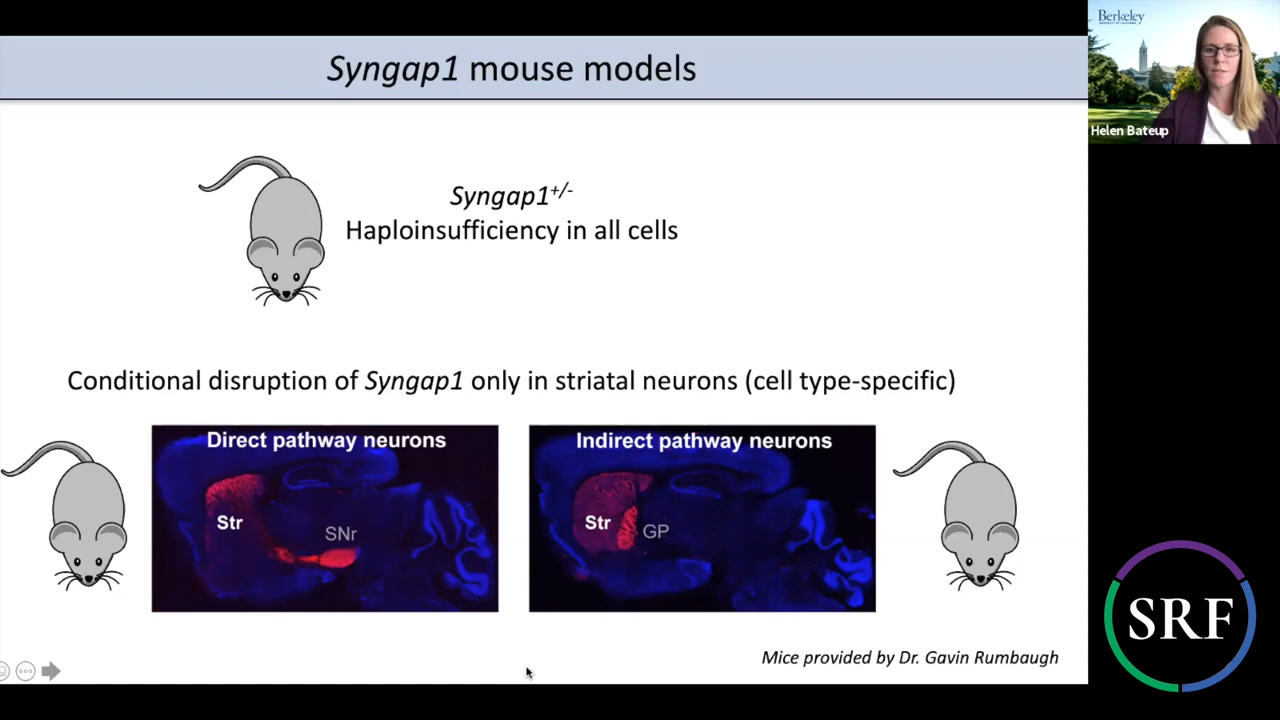 Syngap1 mouse models
Berkeley
Helen Bateup
Syngap1+/-
Haploinsufficiency in all cells
Conditional disruption of Syngap1 only in striatal neurons (cell type-specific)
Direct pathway neurons
Str
SNr
Indirect pathway neurons
Str
GP
SRF
Mice provided by Dr. Gavin Rumbaugh